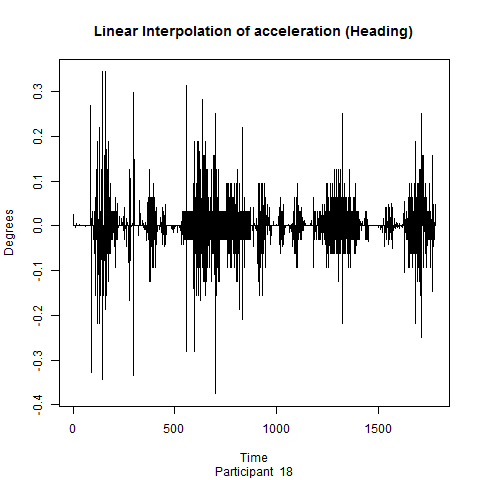 Linear Interpolation of acceleration (Heading)
Degrees
0.3
0.2
0.1
0.0
-0.1
-0.2
-0.3
-0.4
0 500 1000 1500
Time
Participant 18